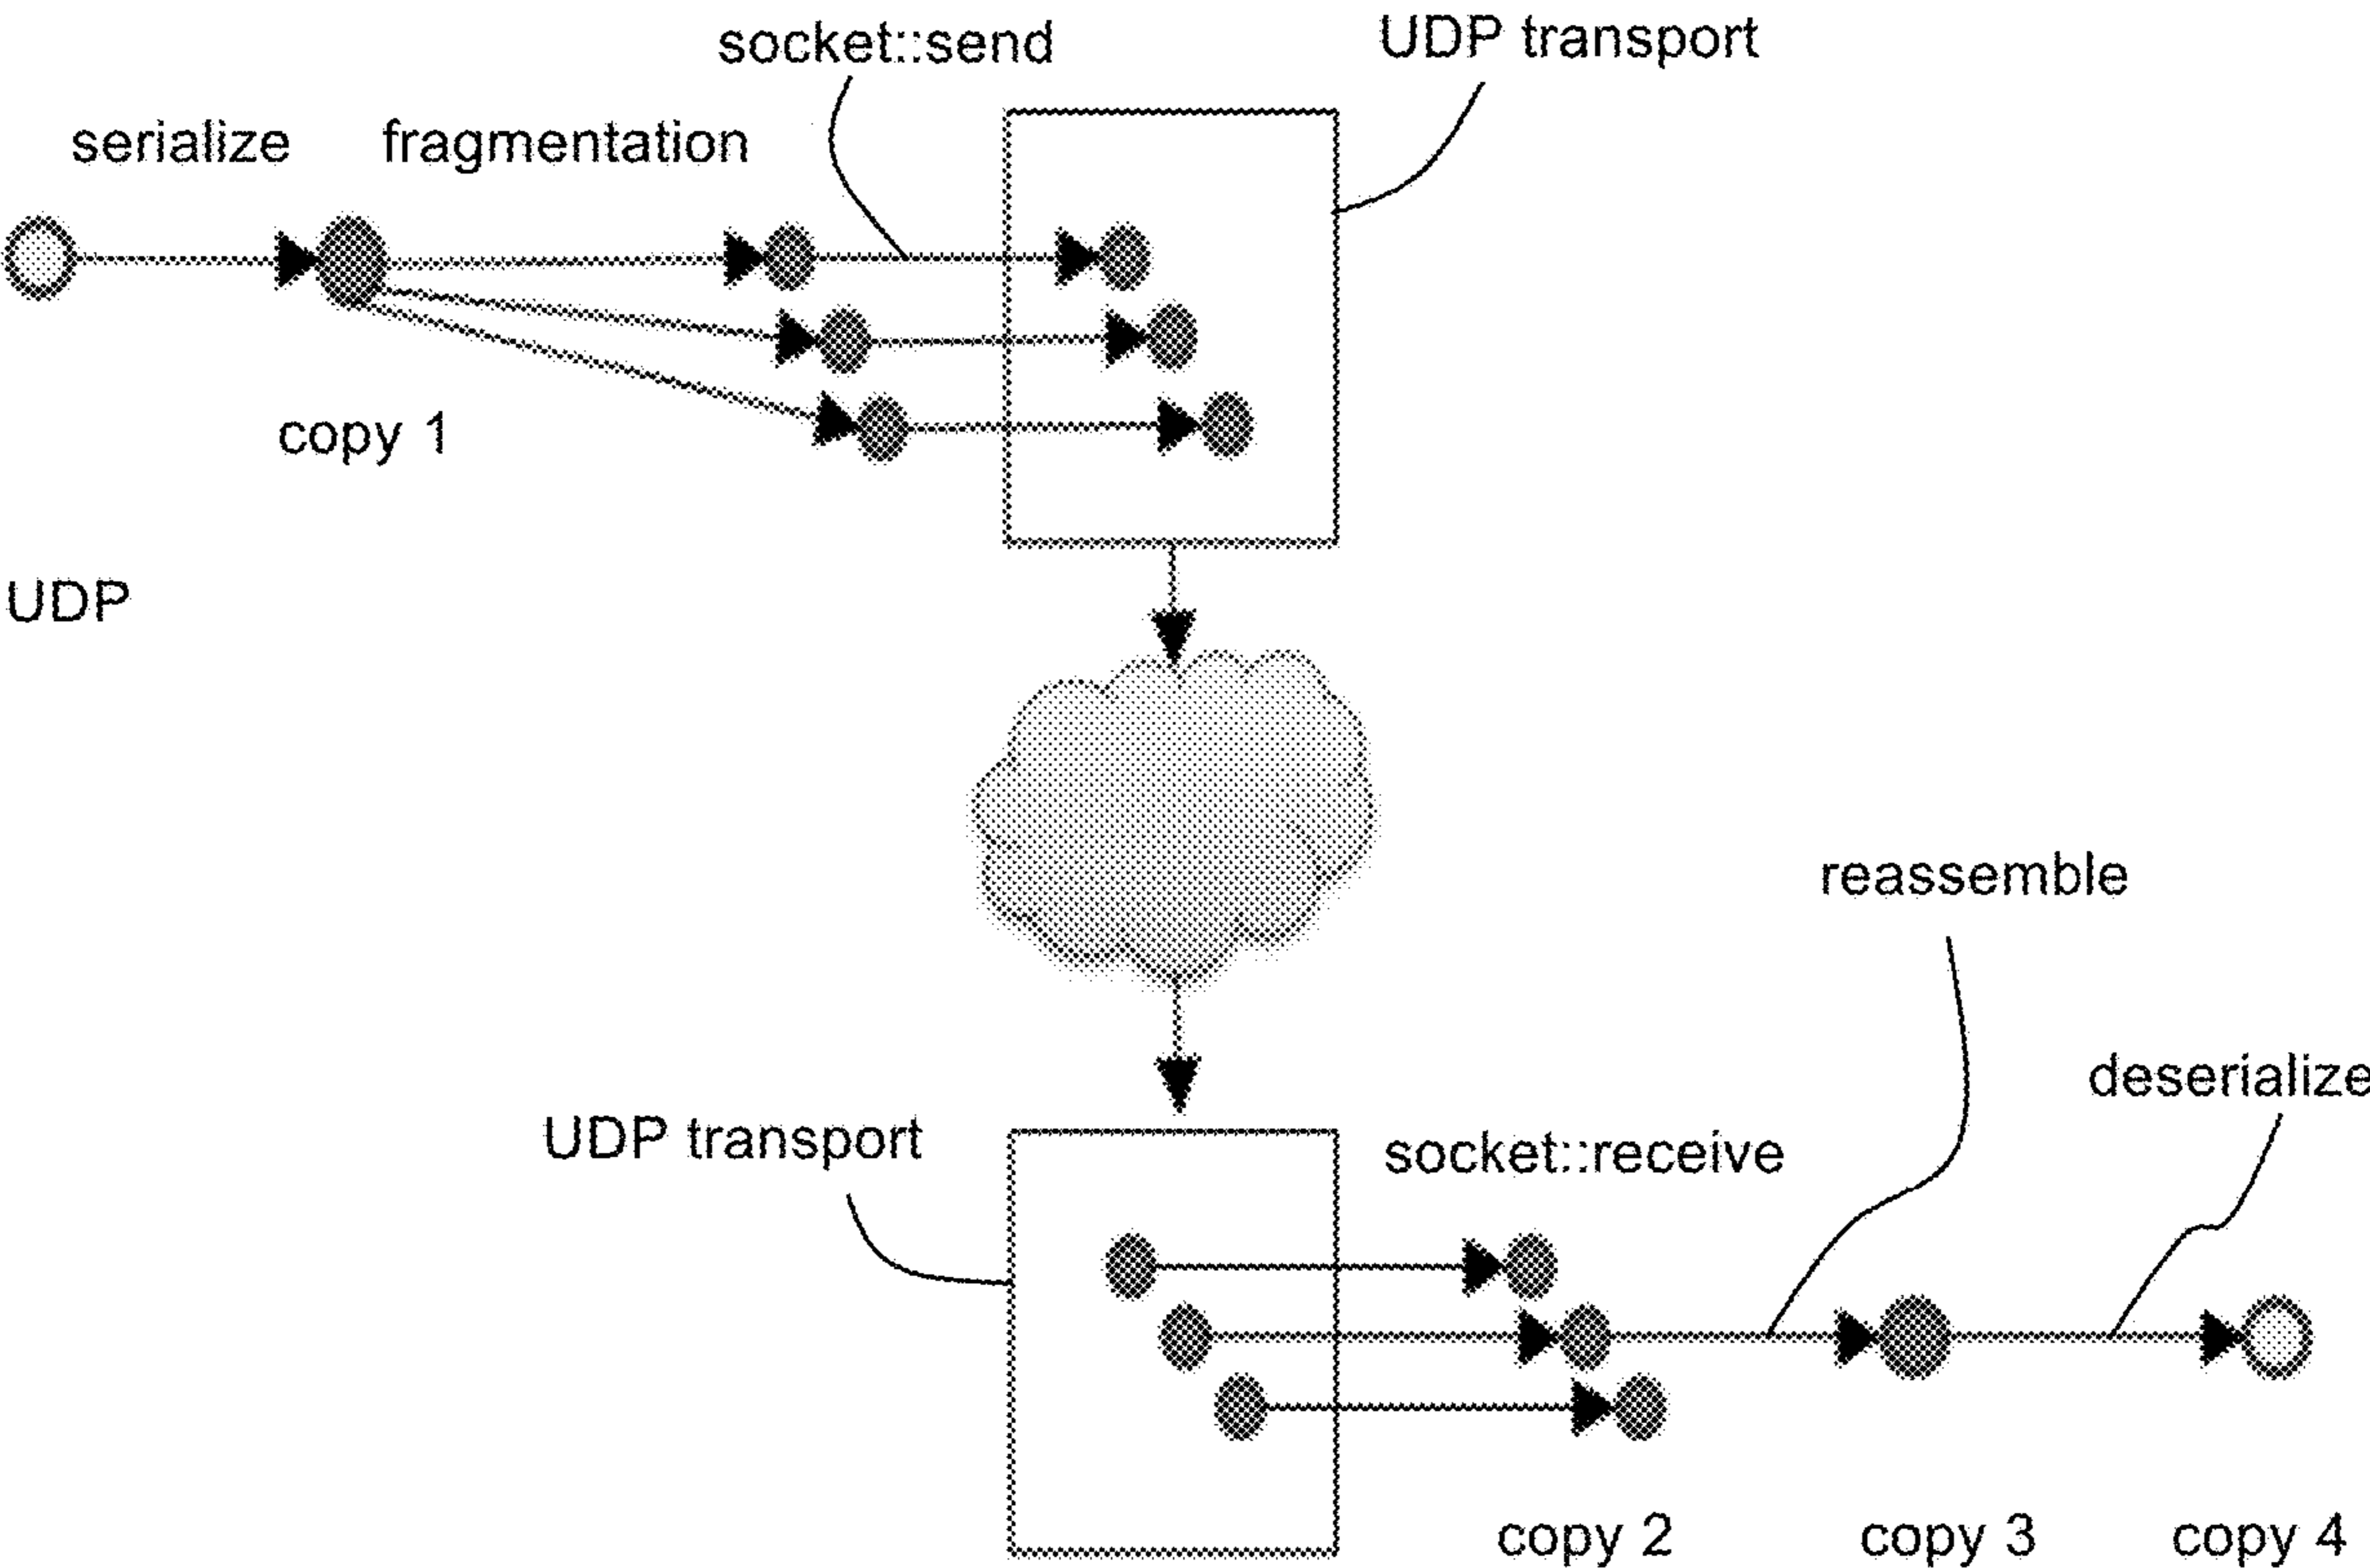 socket::send
UDP transport
serialize
fragmentation
copy 1
UDP
reassemble
deserialize
UDP transport
socket::receive
copy 2
copy 3
copy 4